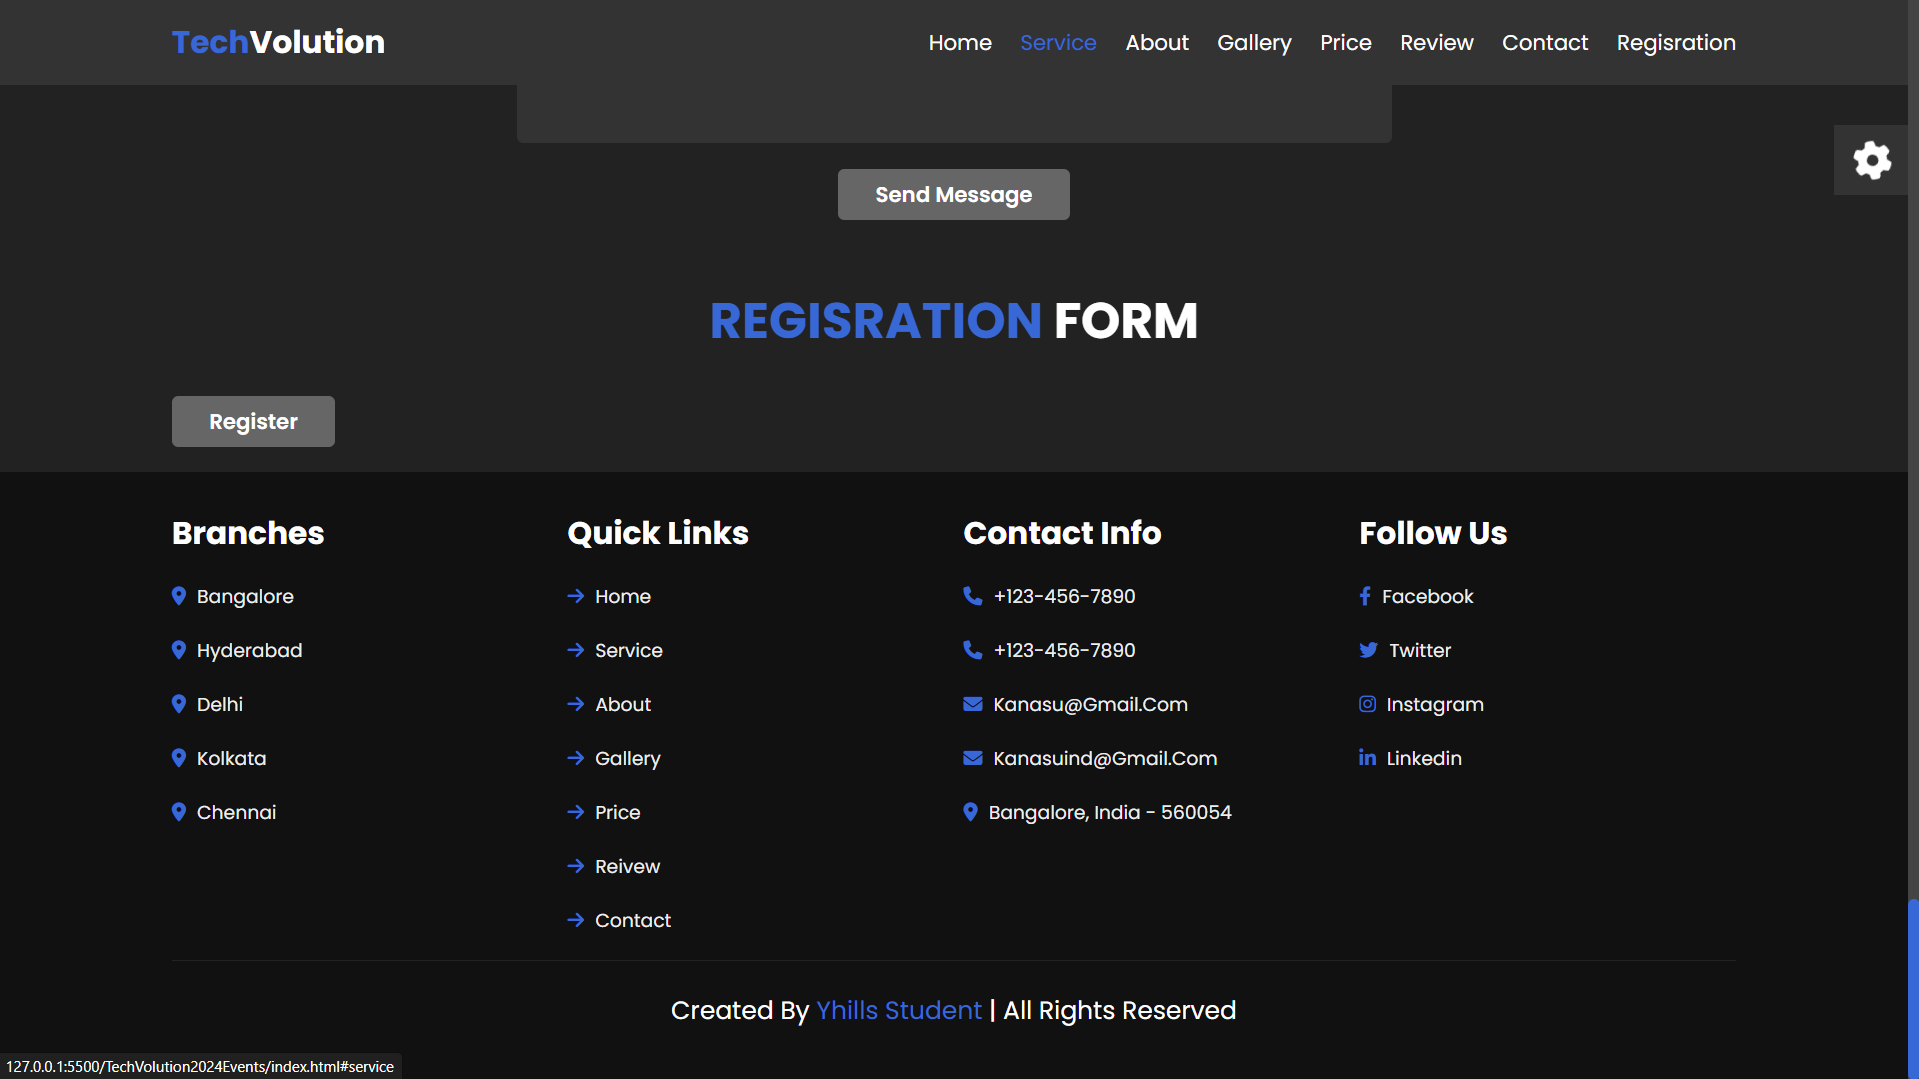 TechVolution
Home Service About Gallery Price Review Contact Regisration
Send Message
REGISRATION FORM
Register
Branches
Bangalore
Hyderabad
Delhi
Kolkata
Chennai
Quick Links
Home
Service
About
Gallery
Price
Reivew
Contact
Contact Info
+123-456-7890
+123-456-7890
Kanasu@Gmail.Com
Kanasuind@Gmail.Com
Bangalore, India - 560054
Follow Us
Facebook
Twitter
Instagram
Linkedin
Created By Yhills Student | All Rights Reserved
127.0.0.1:5500/TechVolution2024Events/index.html#service